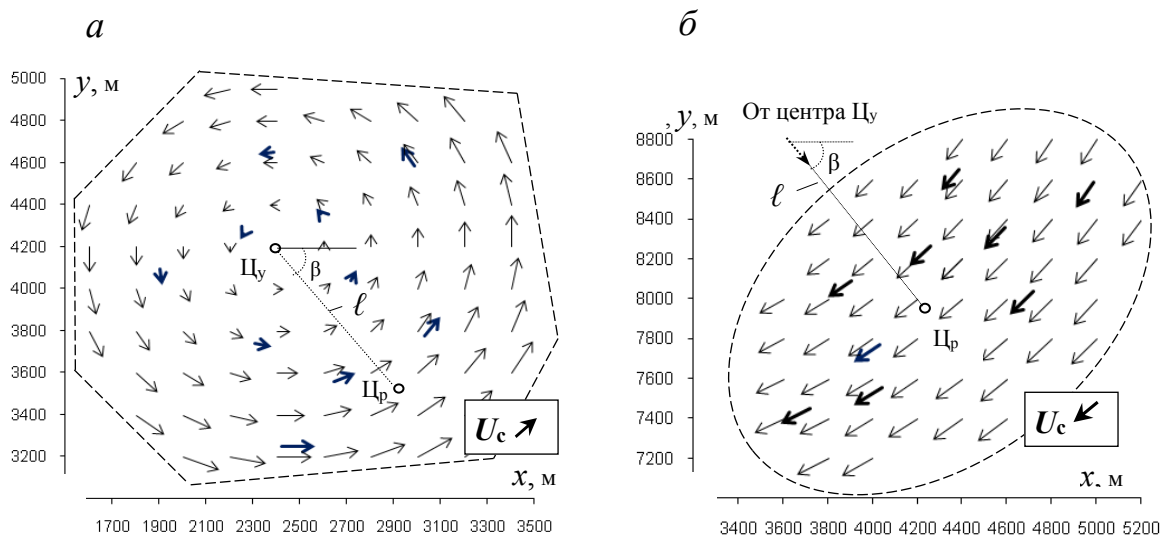 а
y, м
5000
4800
4600
4400
4200
4000
3800
3600
3400
3200
Цу
β
ℓ
Цр
Uс
x, м
1700 1900 2100 2300 2500 2700 2900 3100 3300 3500
б
От центра Цу
, y, м
8800
8600
8400
8200
8000
7800
7600
7400
7200
β
ℓ
Цр
Uс
x, м
3400 3600 3800 4000 4200 4400 4600 4800 5000 5200